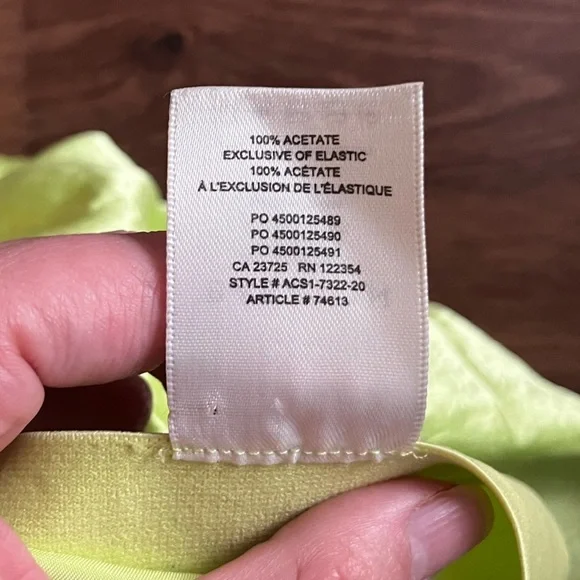 100% ACETATE
EXCLUSIVE OF ELASTIC
100% ACÉTATE
À L'EXCLUSION DE L'ÉLASTIQUE
PO 4500125489
PO 4500125490
PO 4500125491
CA 23725 RN 122354
STYLE # ACS1-7322-20
ARTICLE # 74613